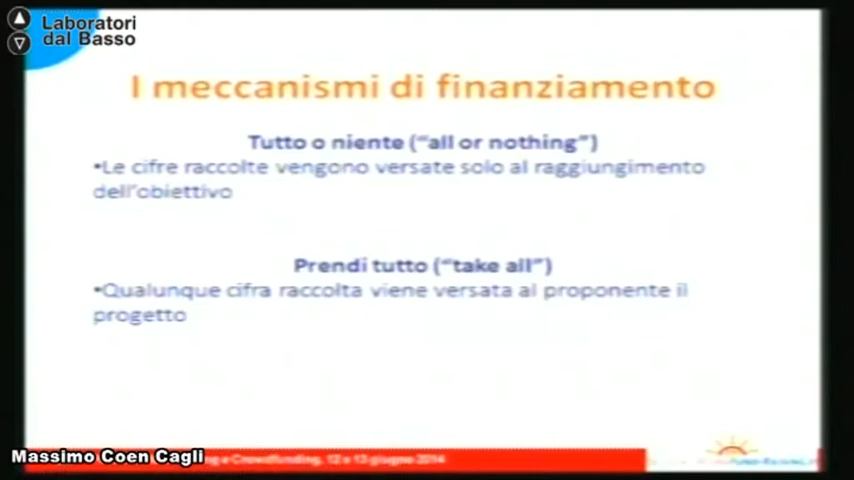 Laboratori
dal Basso
I meccanismi di finanziamento
Tutto o niente (“all or nothing”)
•Le cifre raccolte vengono versate solo al raggiungimento
dell'obiettivo
Prendi tutto (“take all”)
•Qualunque cifra raccolta viene versata al proponente il
progetto
Massimo Coen Cagli
e Crowdfunding, 12 e 13 giugno 2014